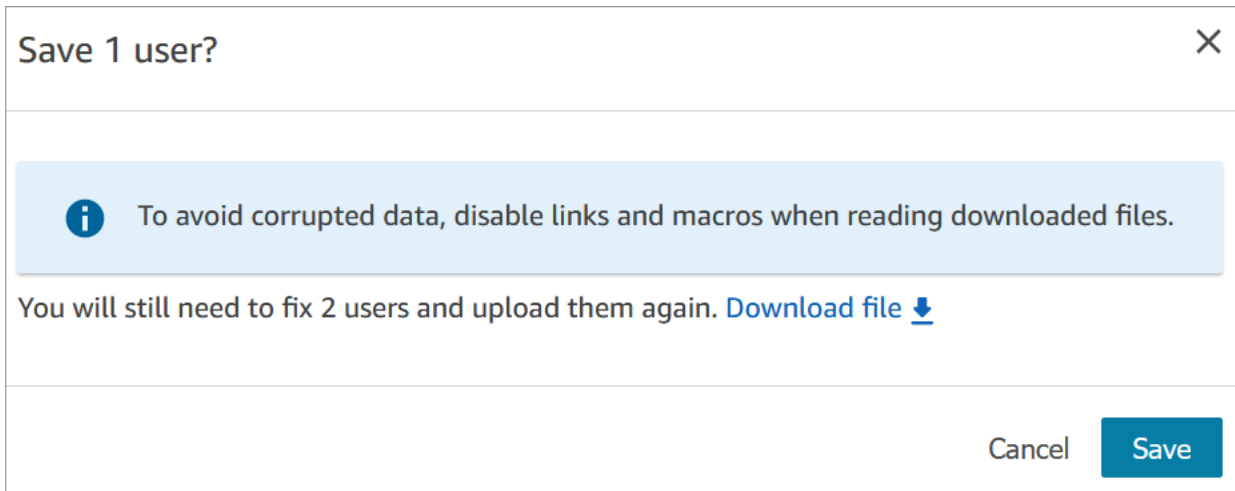 Save 1 user?
To avoid corrupted data, disable links and macros when reading downloaded files.
You will still need to fix 2 users and upload them again. Download file
Cancel Save